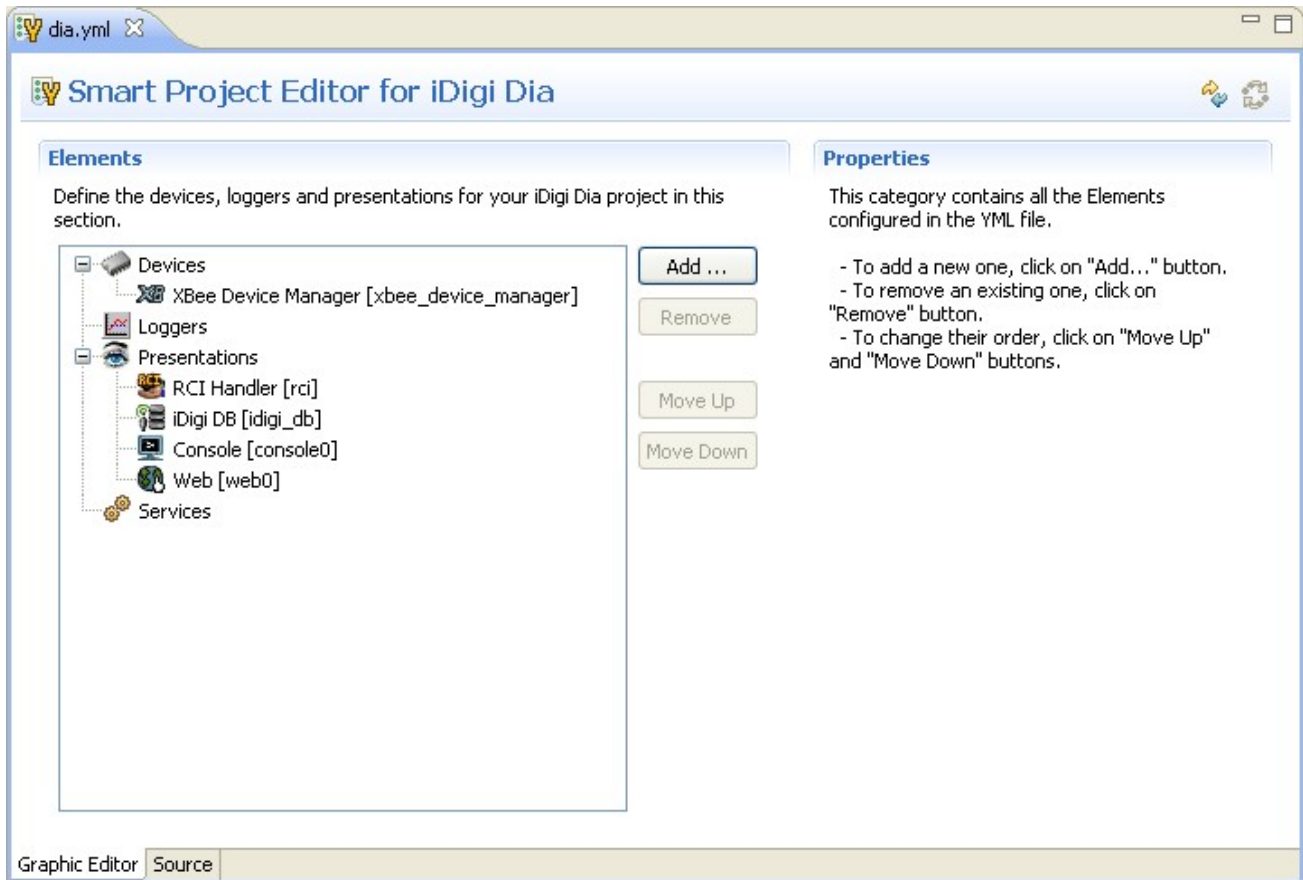 dia.yml
Smart Project Editor for iDigi Dia
Elements
Define the devices, loggers and presentations for your iDigi Dia project in this
section.
Devices
XBee Device Manager [xbee_device_manager]
Loggers
Presentations
RCI Handler [rci]
iDigi DB [idigi_db]
Console [console0]
Web [web0]
Services
Add ...
Remove
Move Up
Move Down
Properties
This category contains all the Elements
configured in the YML file.
- To add a new one, click on "Add..." button.
- To remove an existing one, click on
"Remove" button.
- To change their order, click on "Move Up"
and "Move Down" buttons.
Graphic Editor
Source